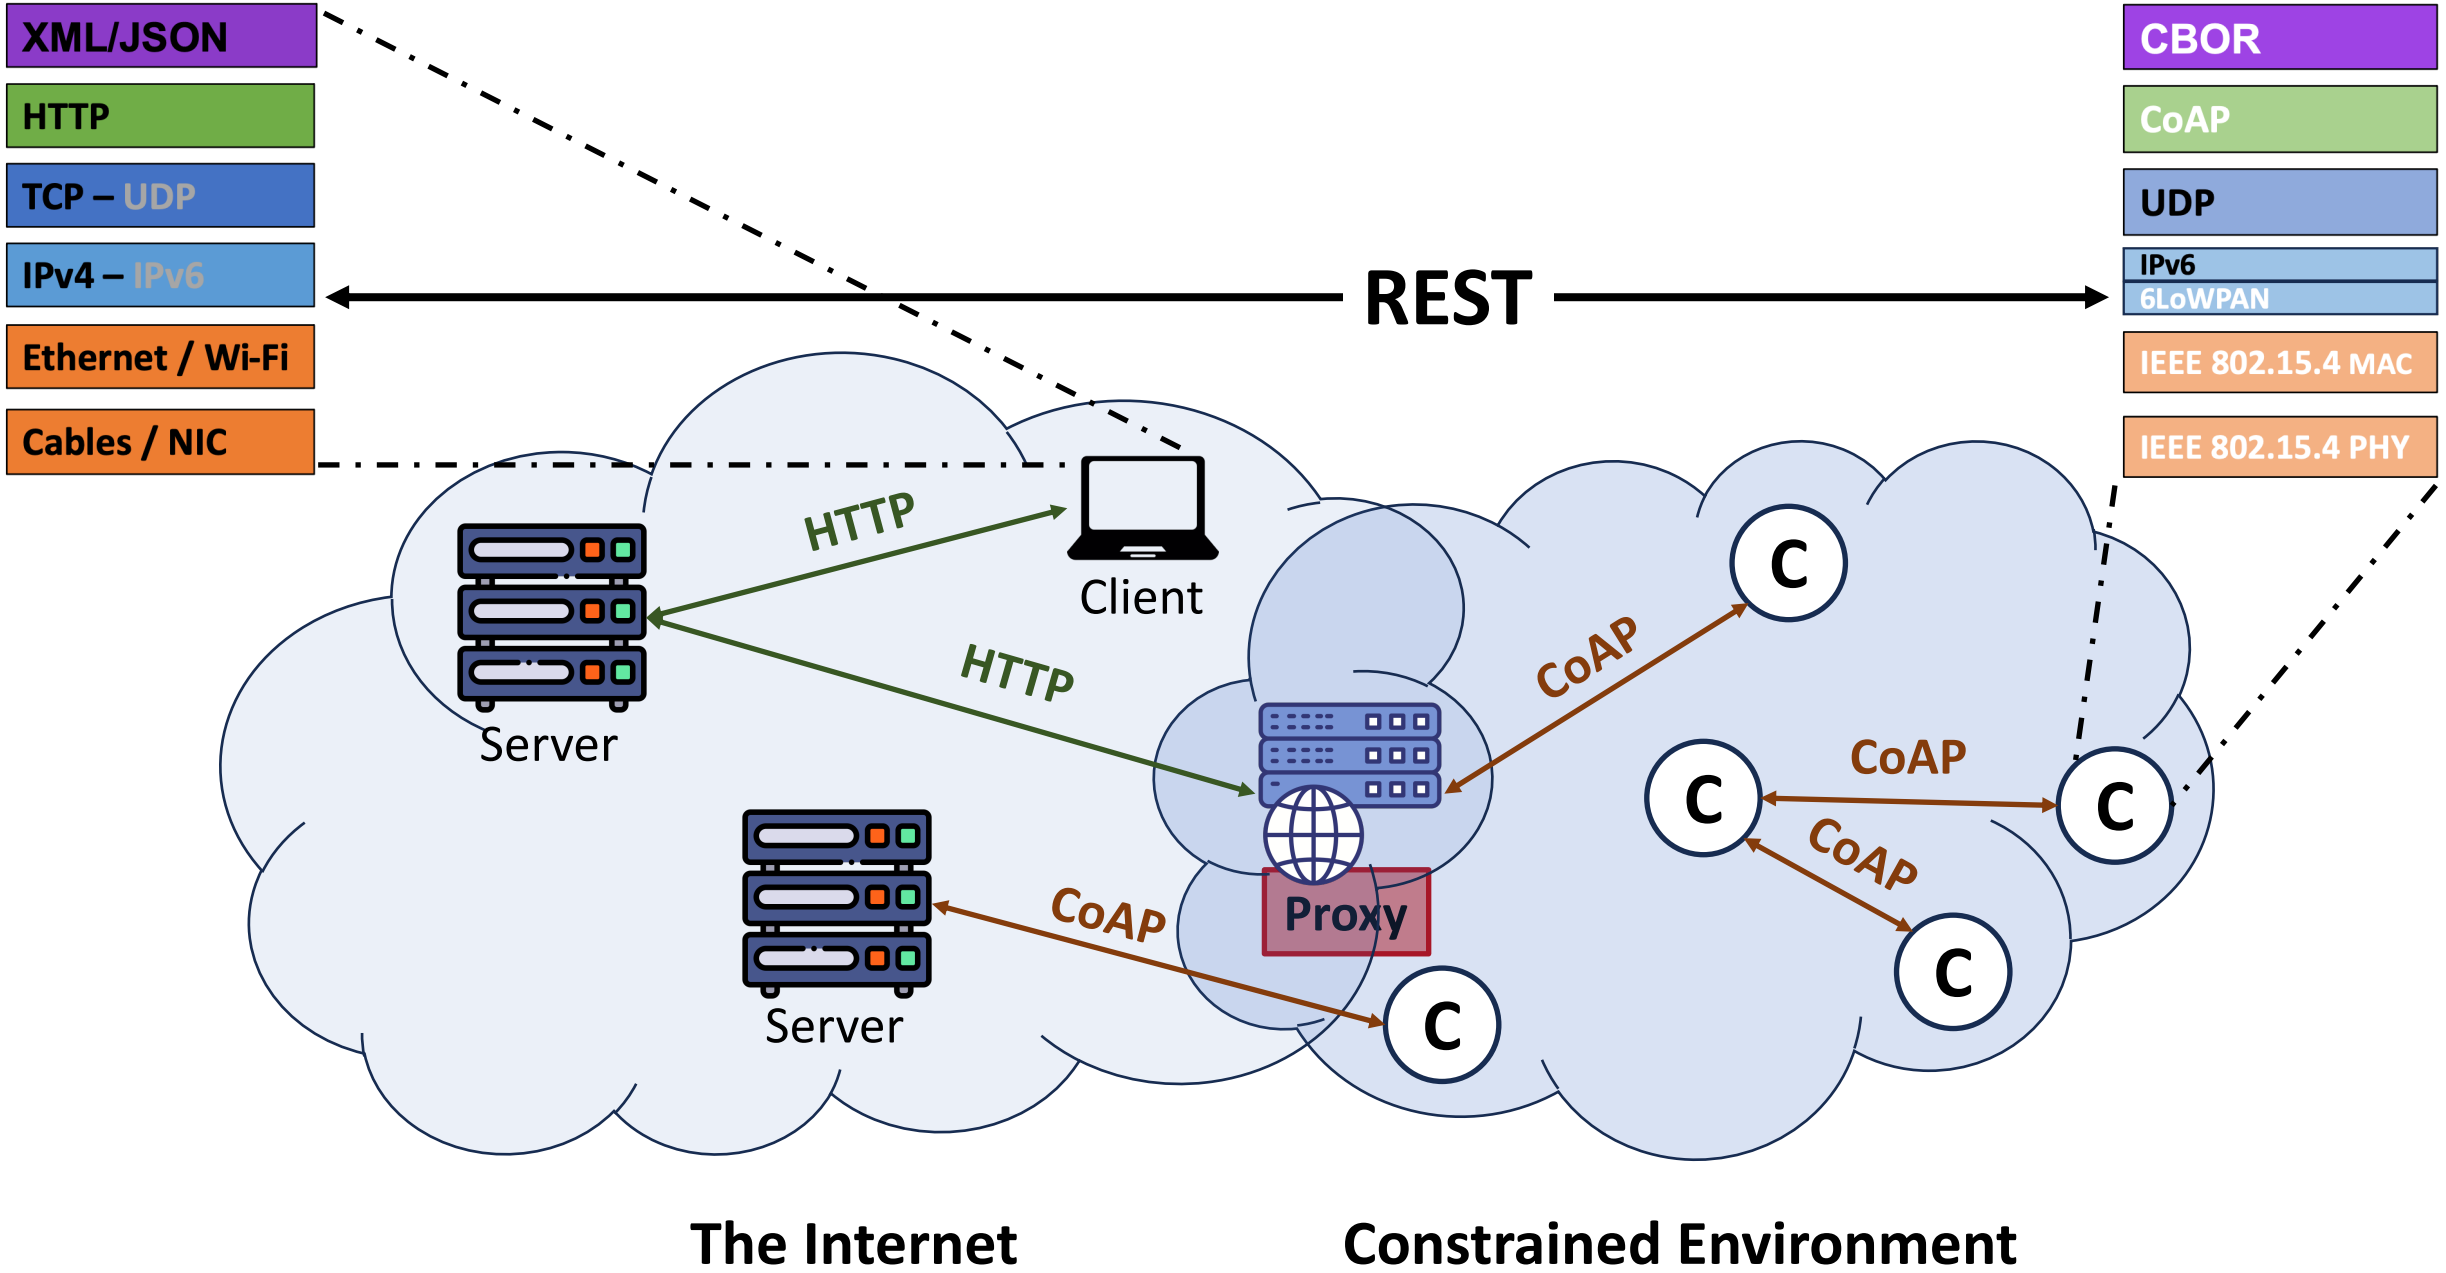 XML/JSON
HTTP
TCP – UDP
IPv4 – IPv6
Ethernet / Wi-Fi
Cables / NIC
REST
CBOR
CoAP
UDP
IPv6
6LoWPAN
IEEE 802.15.4 MAC
IEEE 802.15.4 PHY
HTTP
Client
HTTP
Server
CoAP
Server
Proxy
CoAP
C
C
CoAP
C
CoAP
C
C
The Internet
Constrained Environment